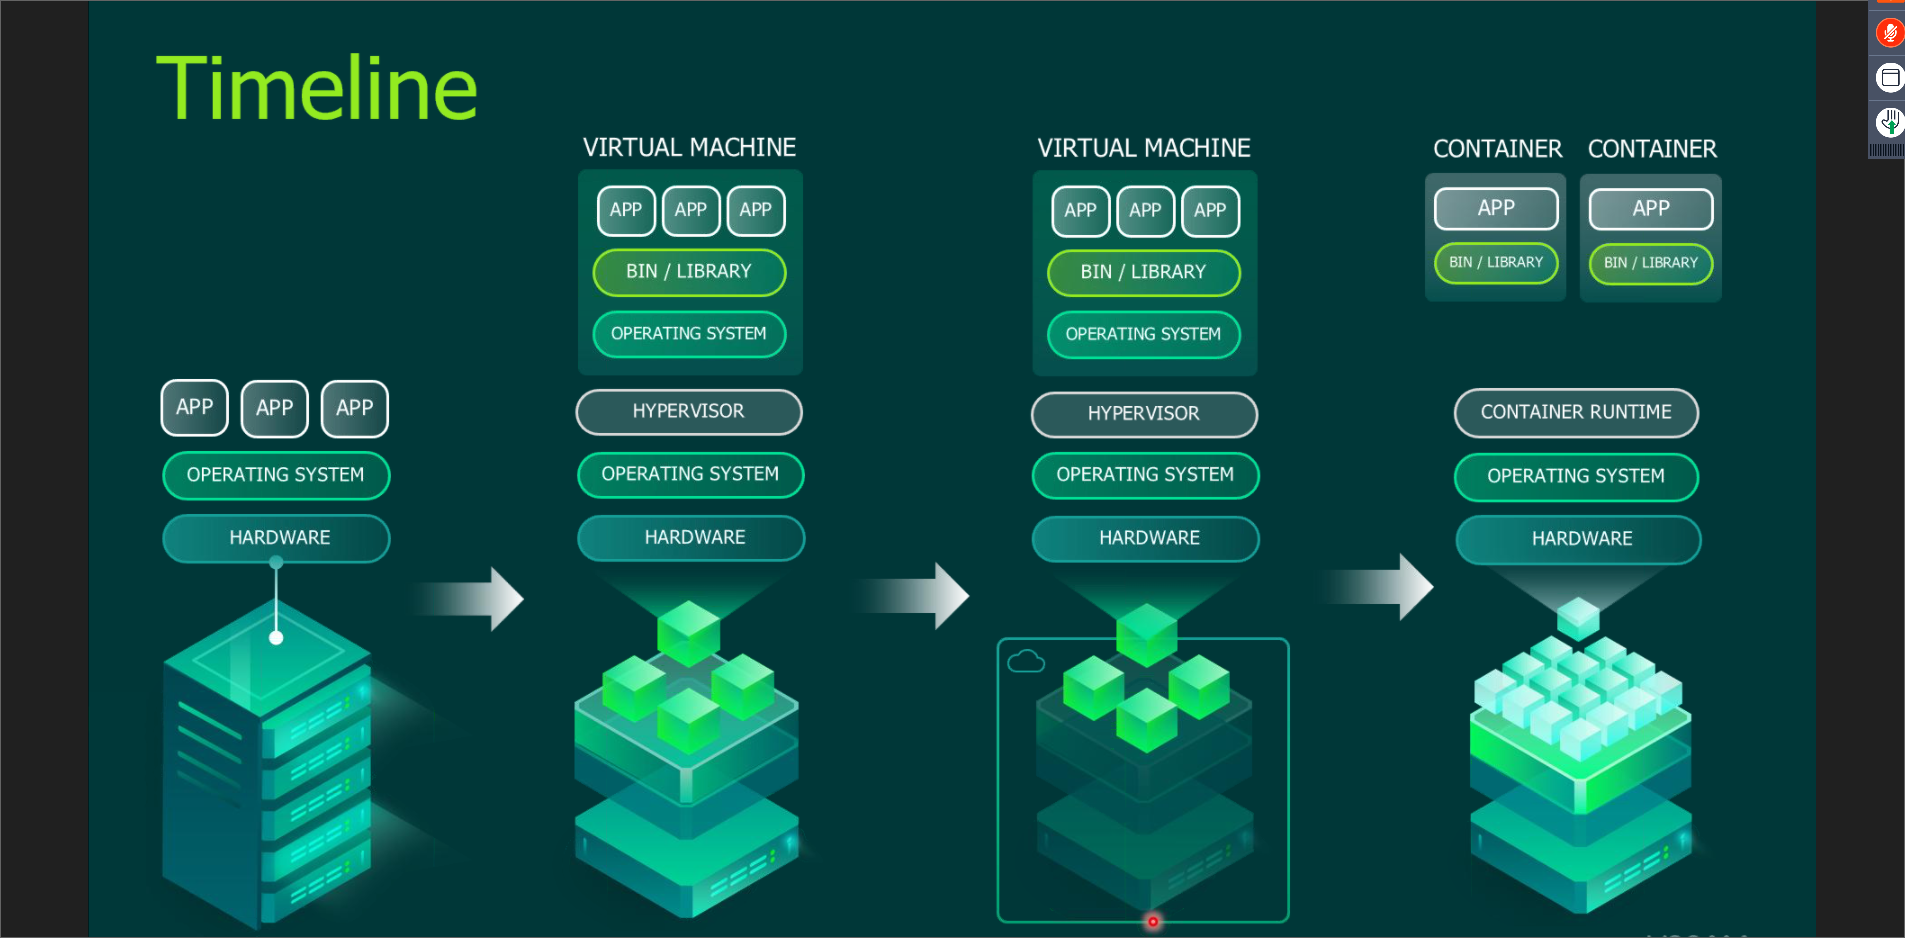 Timeline
APP APP APP
OPERATING SYSTEM
HARDWARE
VIRTUAL MACHINE
APP APP APP
BIN / LIBRARY
OPERATING SYSTEM
HYPERVISOR
OPERATING SYSTEM
HARDWARE
VIRTUAL MACHINE
APP APP APP
BIN / LIBRARY
OPERATING SYSTEM
HYPERVISOR
OPERATING SYSTEM
HARDWARE
CONTAINER
APP
BIN / LIBRARY
CONTAINER
APP
BIN / LIBRARY
CONTAINER RUNTIME
OPERATING SYSTEM
HARDWARE